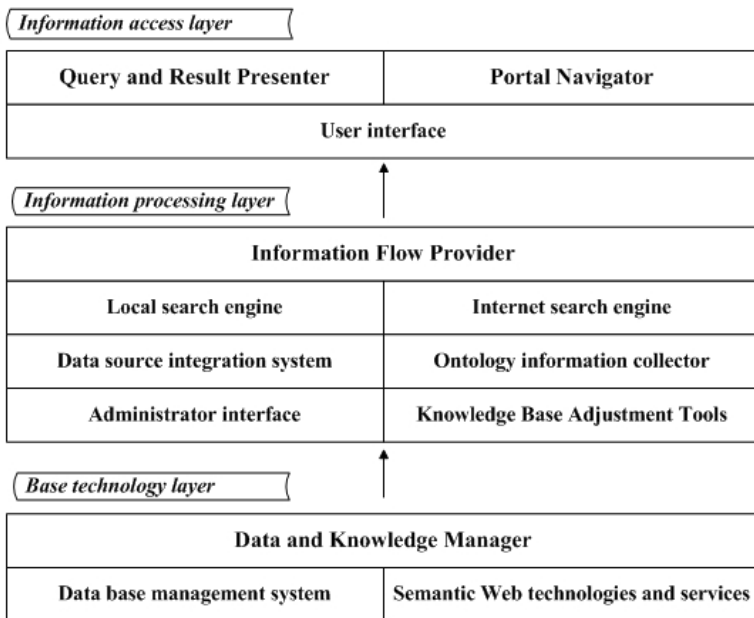 Information access layer
Query and Result Presenter
Portal Navigator
User interface
Information processing layer
Information Flow Provider
Local search engine
Internet search engine
Data source integration system
Ontology information collector
Administrator interface
Knowledge Base Adjustment Tools
Base technology layer
Data and Knowledge Manager
Data base management system
Semantic Web technologies and services